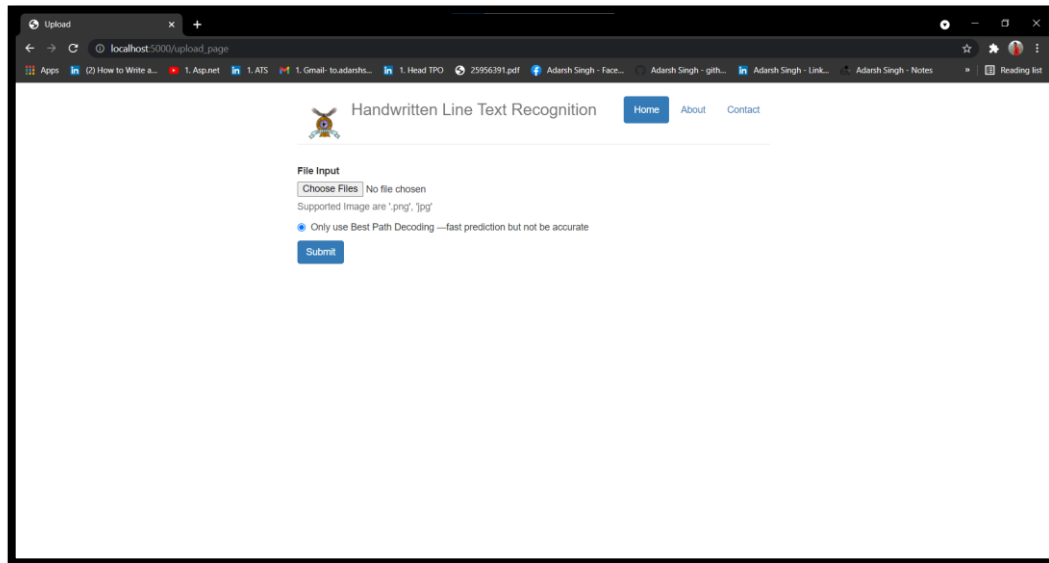 Upload
localhost:5000/upload_page
Apps (2) How to Write a... 1. Asp.net 1. ATS 1. Gmail- to.adarshs... 1. Head TPO 25956391.pdf Adarsh Singh - Face... Adarsh Singh - gith... Adarsh Singh - Link... Adarsh Singh - Notes » Reading list
Handwritten Line Text Recognition Home About Contact
File Input
Choose Files No file chosen
Supported Image are '.png', 'jpg'
Only use Best Path Decoding —fast prediction but not be accurate
Submit